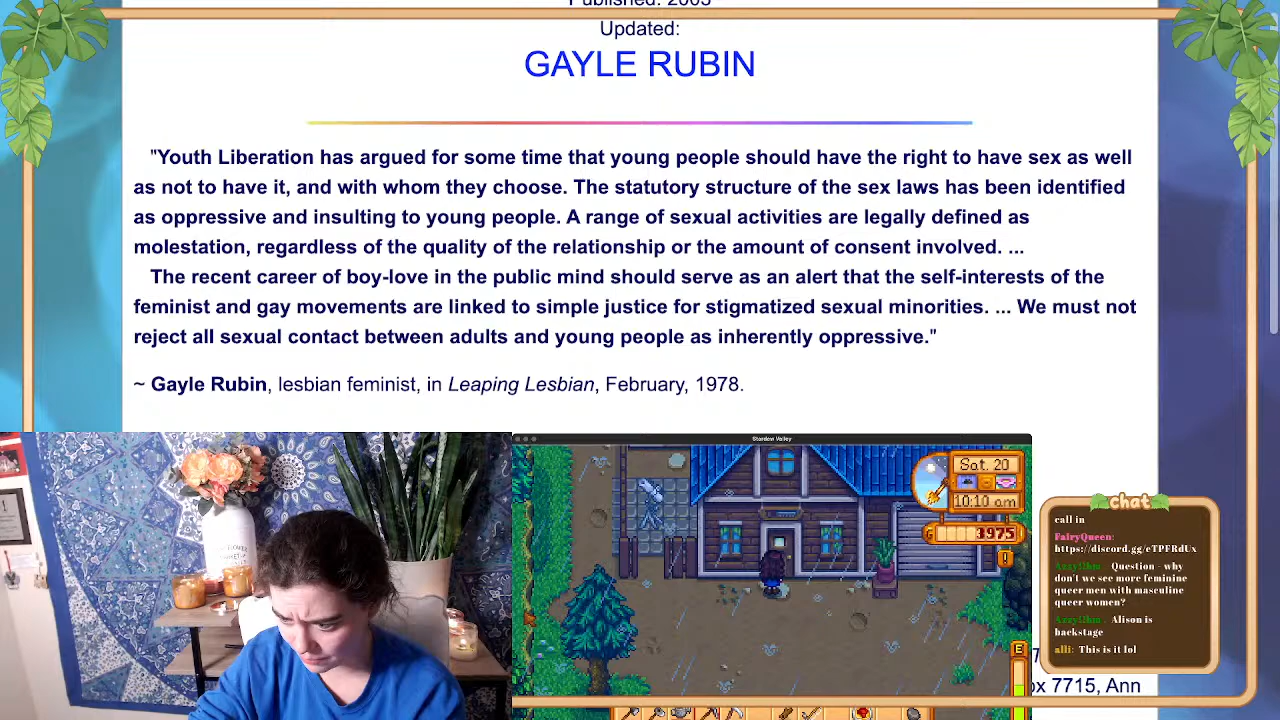 Published: 2003
Updated:
GAYLE RUBIN
"Youth Liberation has argued for some time that young people should have the right to have sex as well
as not to have it, and with whom they choose. The statutory structure of the sex laws has been identified
as oppressive and insulting to young people. A range of sexual activities are legally defined as
molestation, regardless of the quality of the relationship or the amount of consent involved. ...
The recent career of boy-love in the public mind should serve as an alert that the self-interests of the
feminist and gay movements are linked to simple justice for stigmatized sexual minorities. ... We must not
reject all sexual contact between adults and young people as inherently oppressive."
~ Gayle Rubin, lesbian feminist, in Leaping Lesbian, February, 1978.
Stardew Valley
Sat. 20
10:10 am
3975
E
chat
call in
FairyQueen:
https://discord.gg/eTPFRdUx
Question - why
don't we see more feminine
queer men with masculine
queer women?
Alison is
backstage
alli: This is it lol
ox 7715, Ann